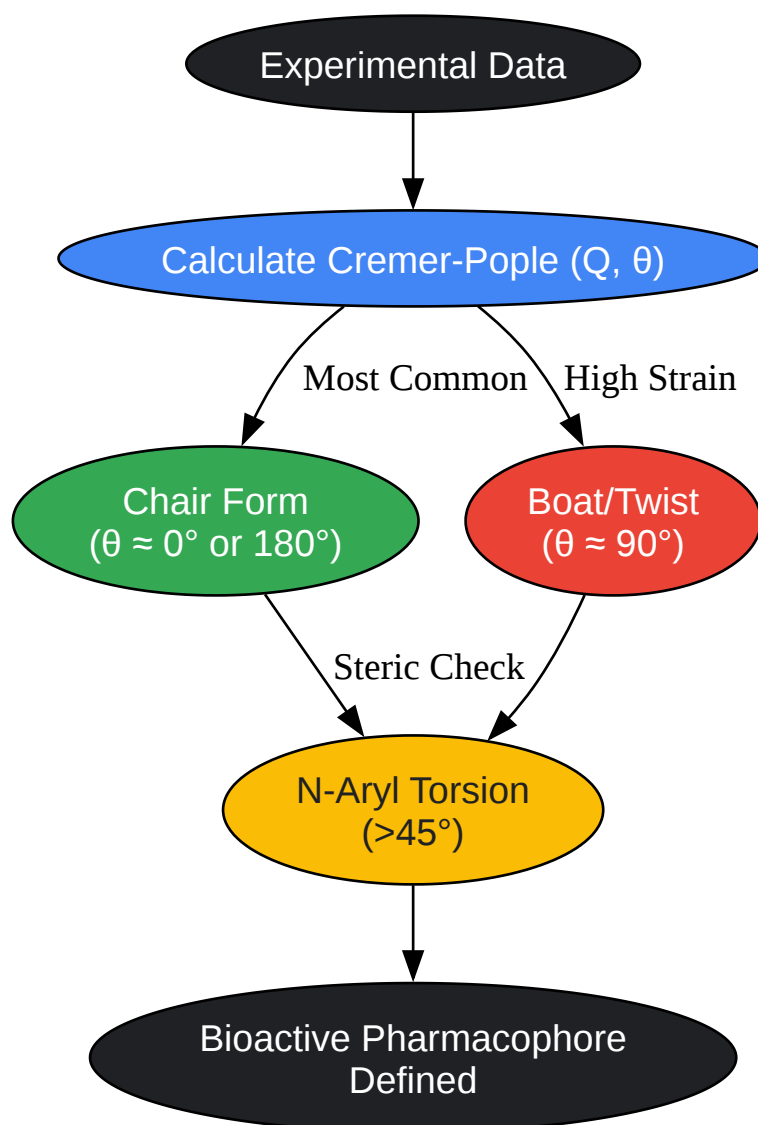 Experimental Data
Calculate Cremer-Pople (Q, θ)
Most Common
High Strain
Chair Form
(θ ≈ 0° or 180°)
Boat/Twist
(θ ≈ 90°)
Steric Check
N-Aryl Torsion
(>45°)
Bioactive Pharmacophore
Defined